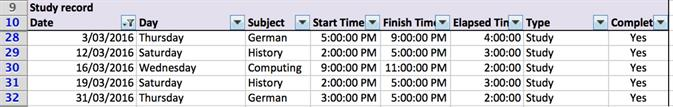 9 Study record
10 Date Day Subject Start Time Finish Tim Elapsed Tin Type Complet
28 3/03/2016 Thursday German 5:00:00 PM 9:00:00 PM 4:00:00 Study Yes
29 12/03/2016 Saturday History 2:00:00 PM 5:00:00 PM 3:00:00 Study Yes
30 16/03/2016 Wednesday Computing 9:00:00 PM 11:00:00 PM 2:00:00 Study Yes
31 19/03/2016 Saturday History 2:00:00 PM 5:00:00 PM 3:00:00 Study Yes
32 31/03/2016 Thursday German 3:00:00 PM 5:00:00 PM 2:00:00 Study Yes